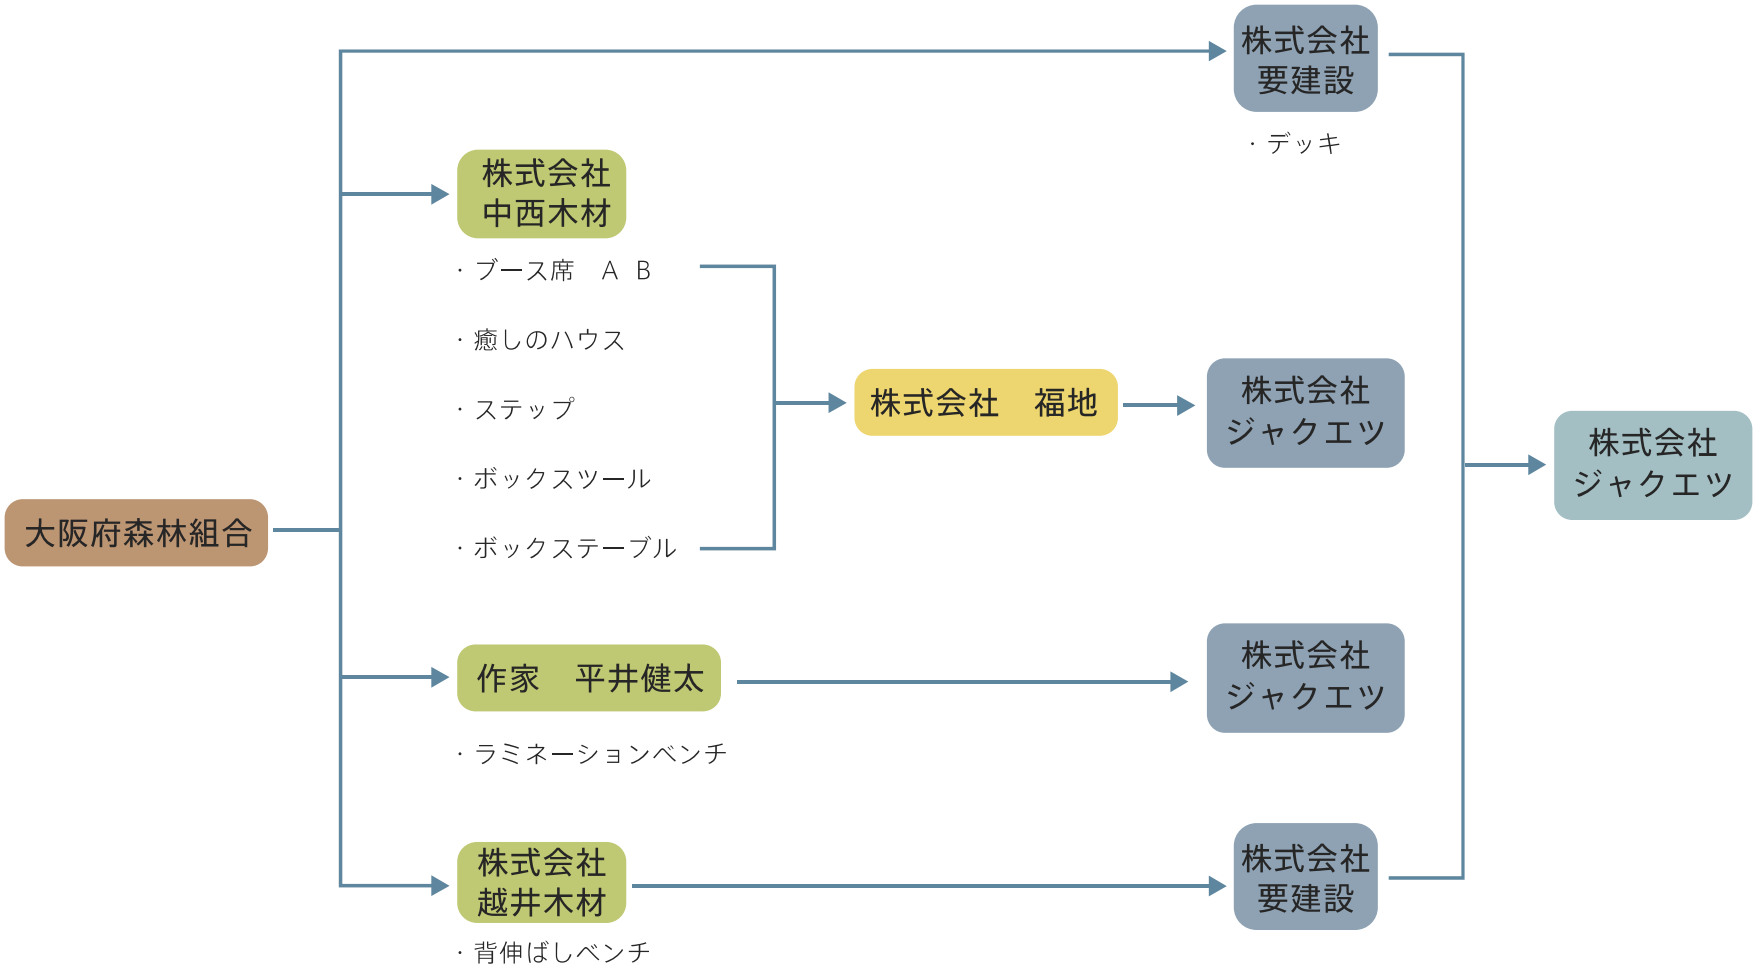 大阪府森林組合
株式会社
中西木材
・ブース席　A B
・癒しのハウス
・ステップ
・ボックスツール
・ボックステーブル
作家　平井健太
・ラミネーションベンチ
株式会社
越井木材
・背伸ばしベンチ
株式会社　福地
株式会社
要建設
・デッキ
株式会社
ジャクエツ
株式会社
ジャクエツ
株式会社
要建設
株式会社
ジャクエツ